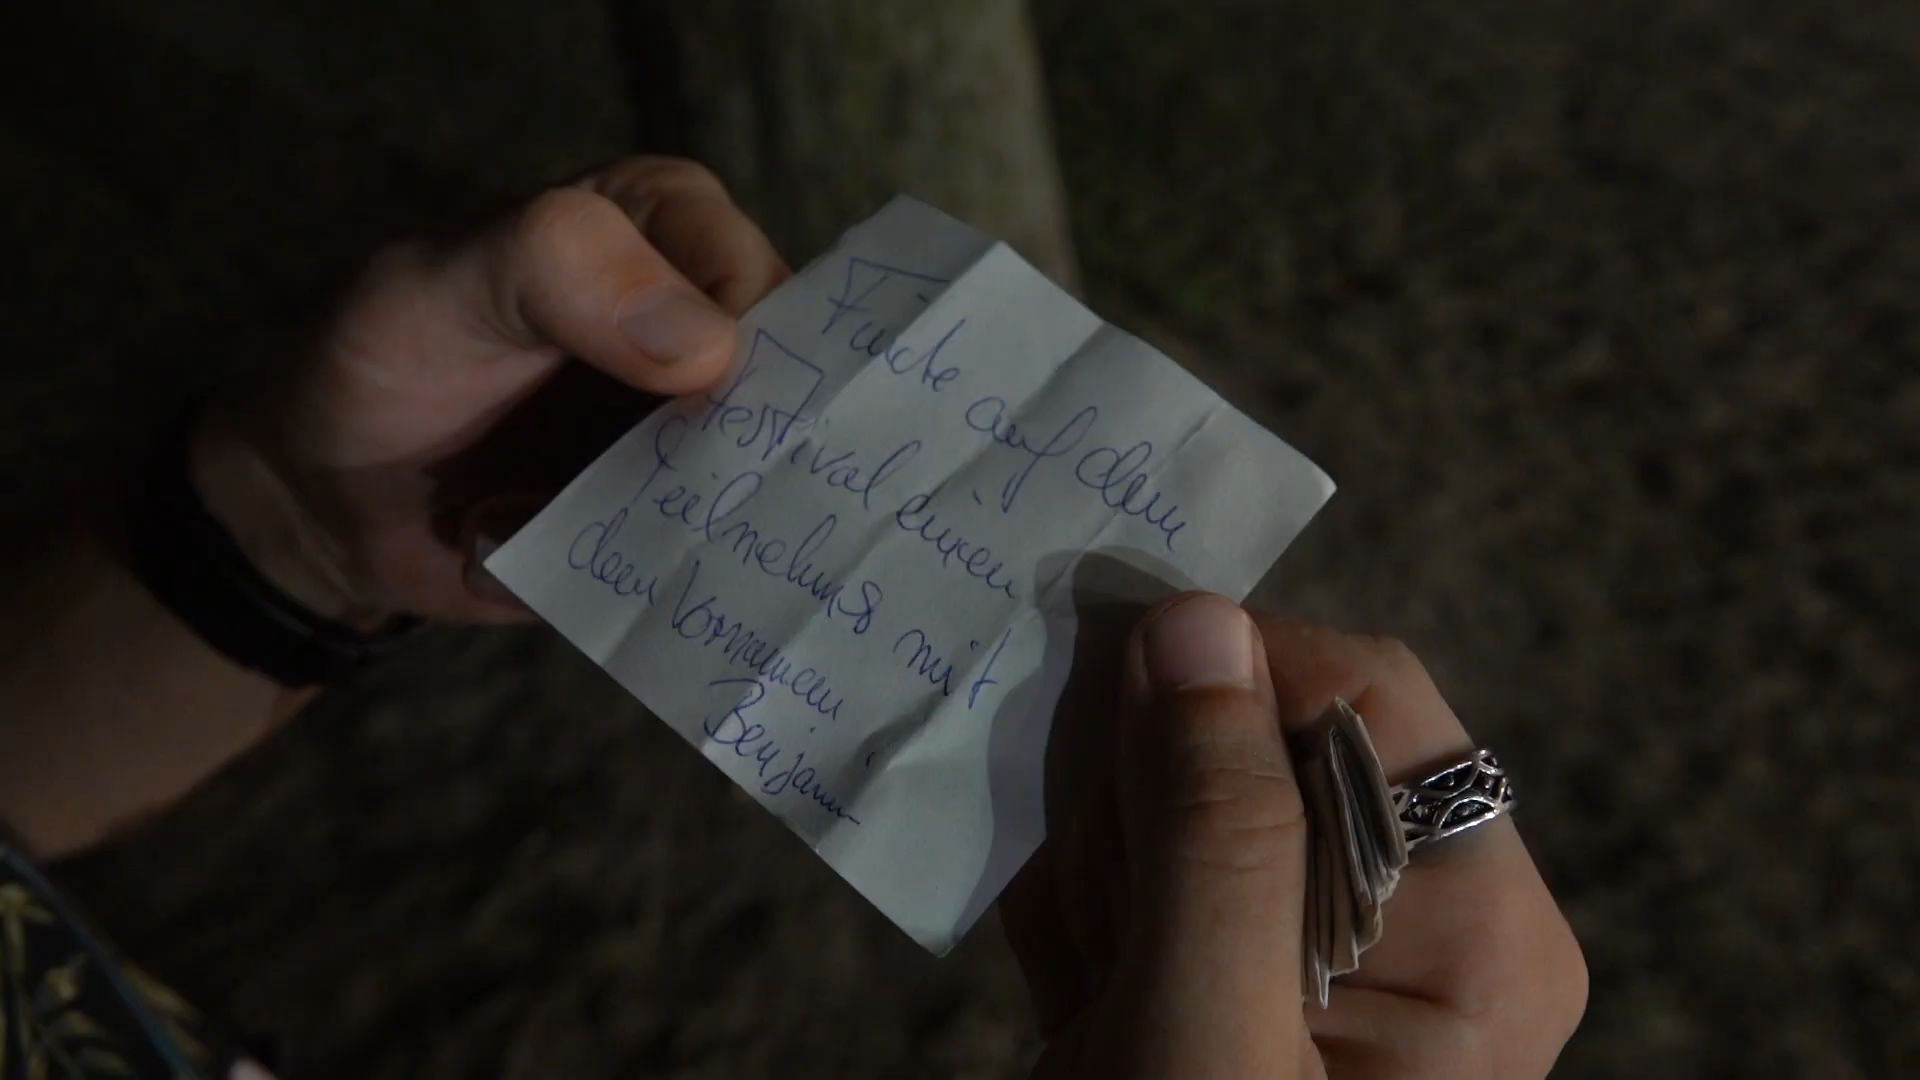 Finde auf dem
Festival einen
Teilnehmer mit
dem Vornamen
Benjamin